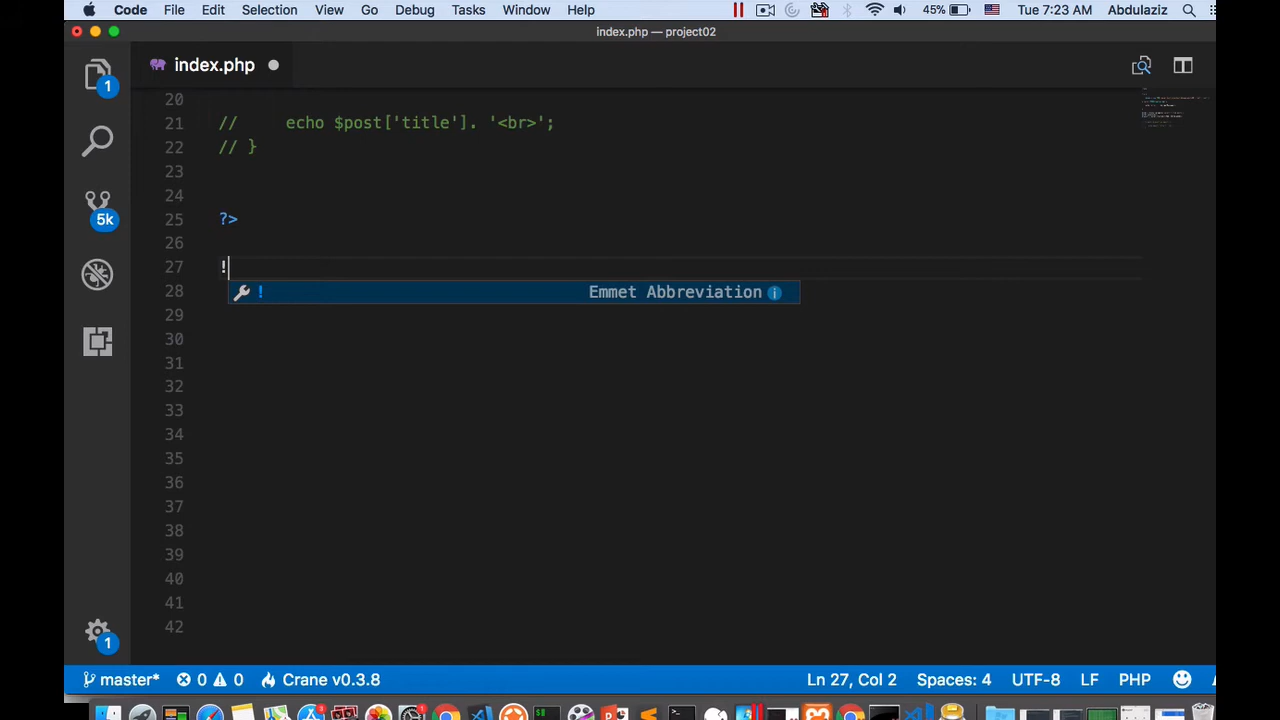 Code File Edit Selection View Go Debug Tasks Window Help 45% Tue 7:23 AM Abdulaziz
index.php — project02
index.php
1
5k
1
20
21 // echo $post['title']. '<br>';
22 // }
23
24
25 ?>
26
27 !
28 ! Emmet Abbreviation
29
30
31
32
33
34
35
36
37
38
39
40
41
42
master* 0 0 Crane v0.3.8 Ln 27, Col 2 Spaces: 4 UTF-8 LF PHP